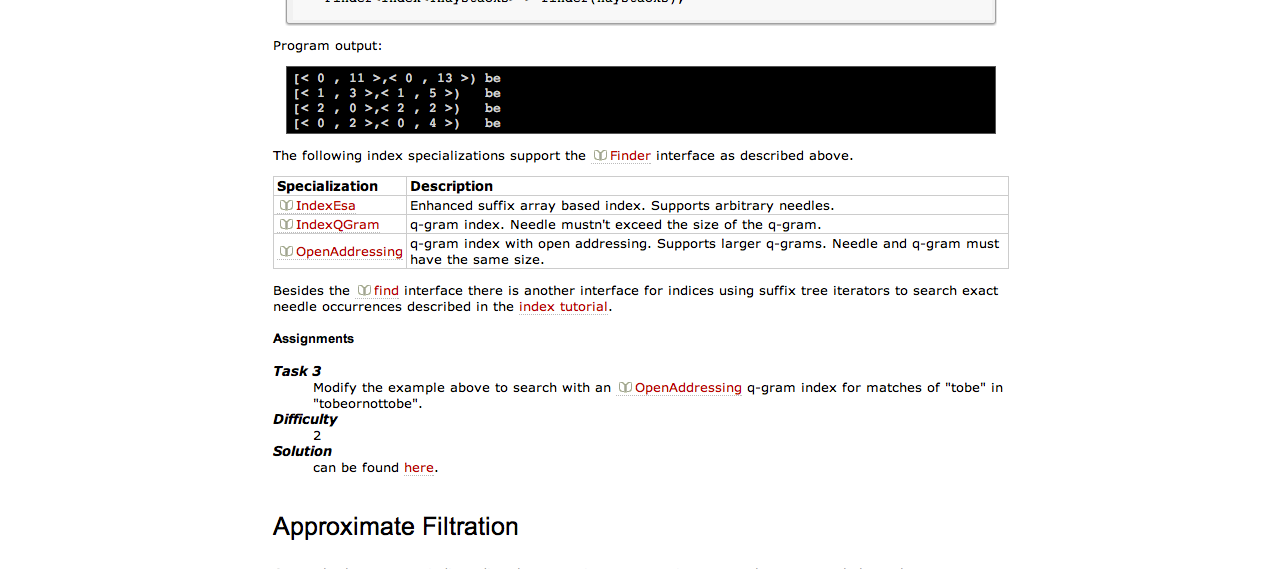 Program output:
[< 0 , 11 >,< 0 , 13 >) be
[< 1 , 3 >,< 1 , 5 >)   be
[< 2 , 0 >,< 2 , 2 >)   be
[< 0 , 2 >,< 0 , 4 >)   be
The following index specializations support the Finder interface as described above.
Specialization Description
IndexEsa Enhanced suffix array based index. Supports arbitrary needles.
IndexQGram q-gram index. Needle mustn't exceed the size of the q-gram.
OpenAddressing q-gram index with open addressing. Supports larger q-grams. Needle and q-gram must
have the same size.
Besides the find interface there is another interface for indices using suffix tree iterators to search exact
needle occurrences described in the index tutorial.
Assignments
Task 3
Modify the example above to search with an OpenAddressing q-gram index for matches of "tobe" in
"tobeornottobe".
Difficulty
2
Solution
can be found here.
Approximate Filtration